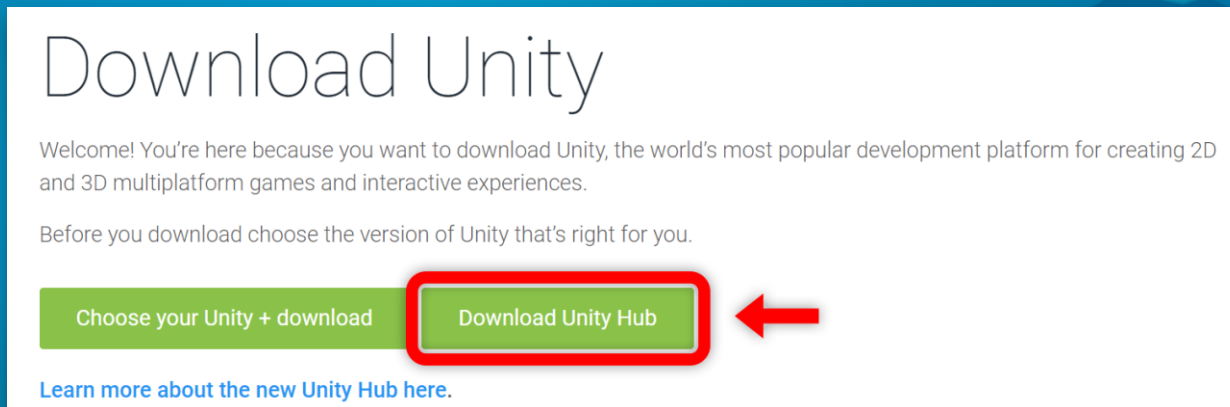 Download Unity
Welcome! You’re here because you want to download Unity, the world’s most popular development platform for creating 2D
and 3D multiplatform games and interactive experiences.
Before you download choose the version of Unity that’s right for you.
Choose your Unity + download
Download Unity Hub
Learn more about the new Unity Hub here.